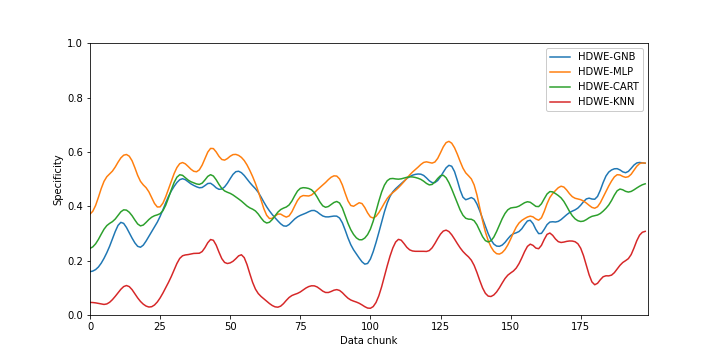 1.0
0.8
0.6
0.4
0.2
0.0
Specificity
0
25
50
75
100
125
150
175
Data chunk
HDWE-GNB
HDWE-MLP
HDWE-CART
HDWE-KNN